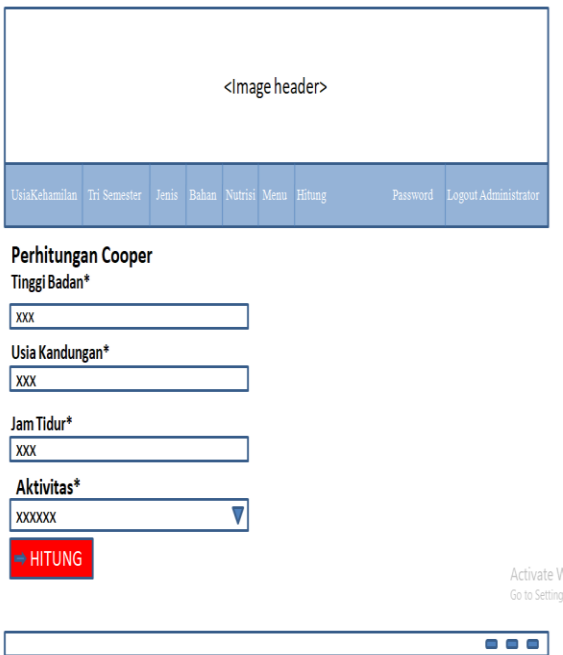 <Image header>
UsiaKehamilan Tri Semester Jenis Bahan Nutrisi Menu Hitung Password Logout Administrator
Perhitungan Cooper
Tinggi Badan*
xxx
Usia Kandungan*
xxx
Jam Tidur*
xxx
Aktivitas*
xxxxxx
HITUNG
Activate
Go to